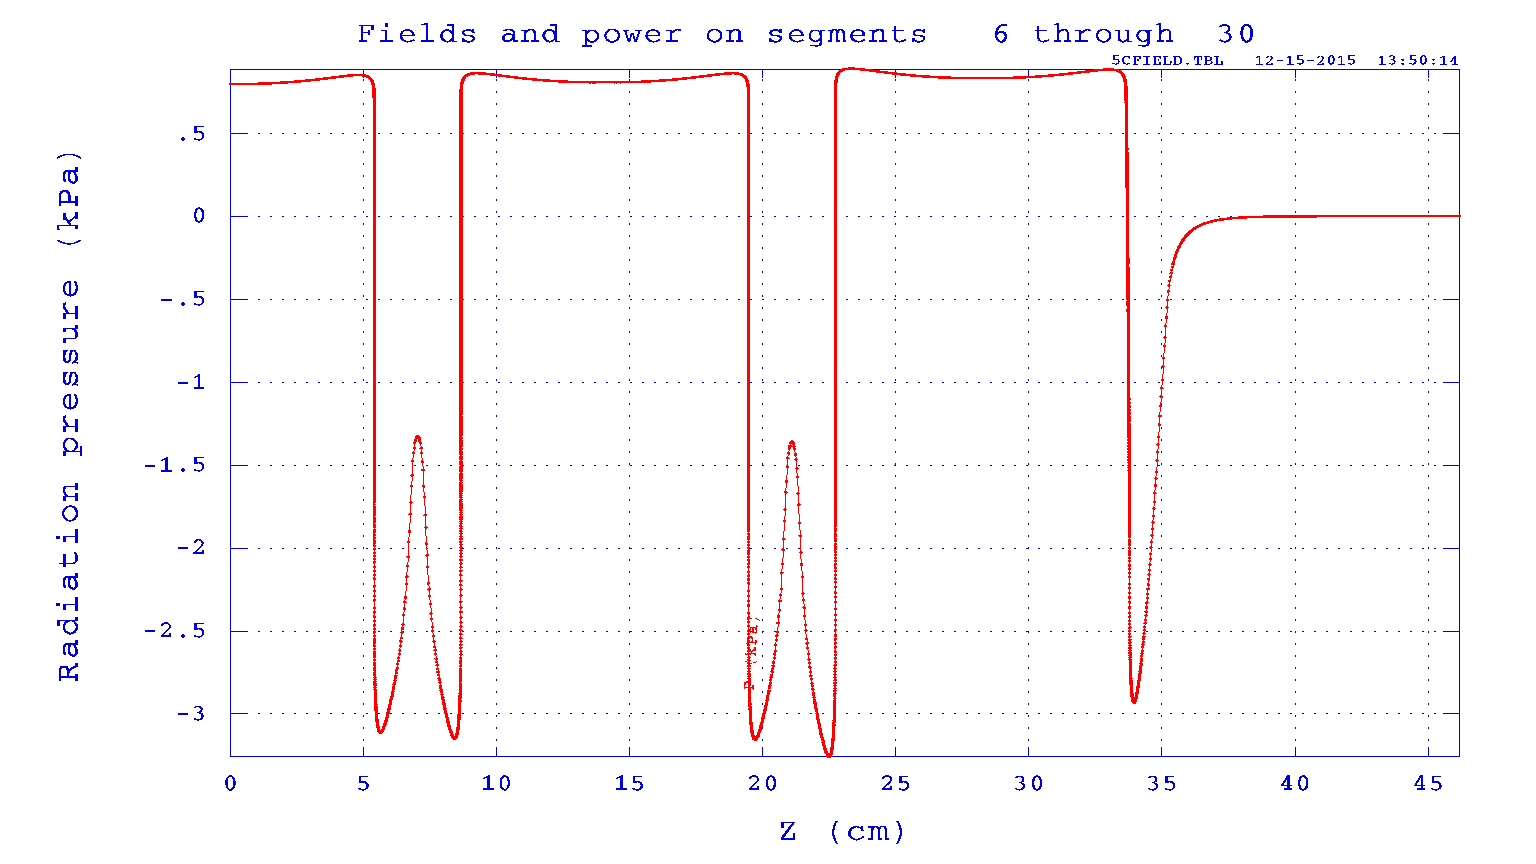 Fields and power on segments 6 through 30
5CFIELD.TBL 12-15-2015 13:50:14
Radiation pressure (kPa)
.5
0
-.5
-1
-1.5
-2
-2.5
-3
0 5 10 15 20 25 30 35 40 45
Z (cm)